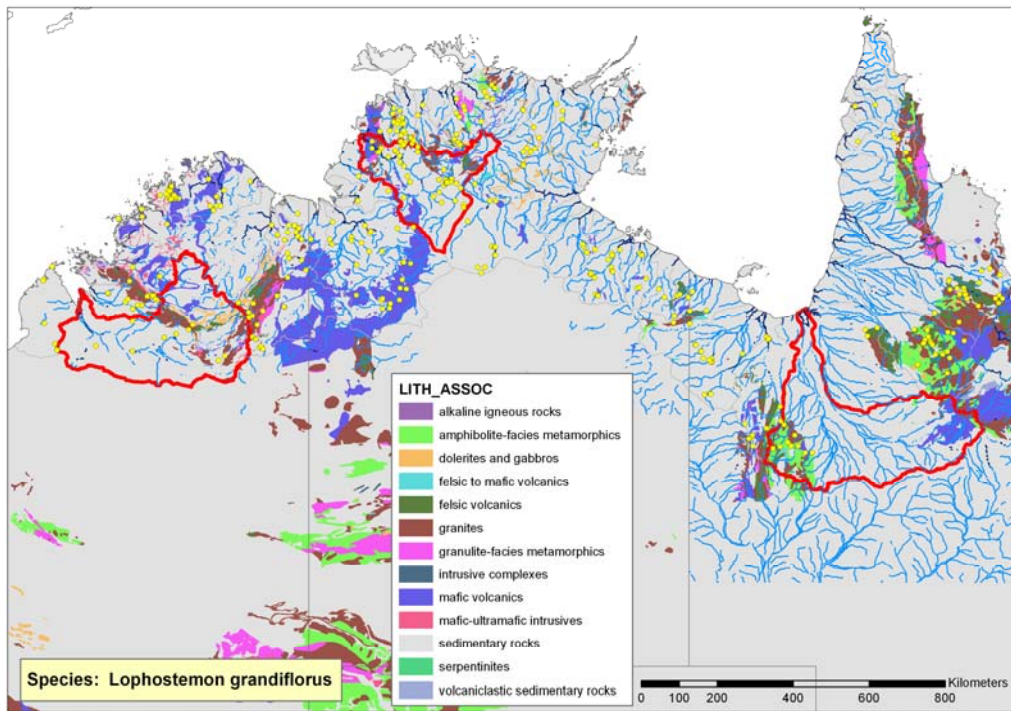 LITH_ASSOC
alkaline igneous rocks
amphibolite-facies metamorphics
dolerites and gabbros
felsic to mafic volcanics
felsic volcanics
granites
granulite-facies metamorphics
intrusive complexes
mafic volcanics
mafic-ultramafic intrusives
sedimentary rocks
serpentinites
volcaniclastic sedimentary rocks
Species: Lophostemon grandiflorus
Kilometers
0 100 200 400 600 800